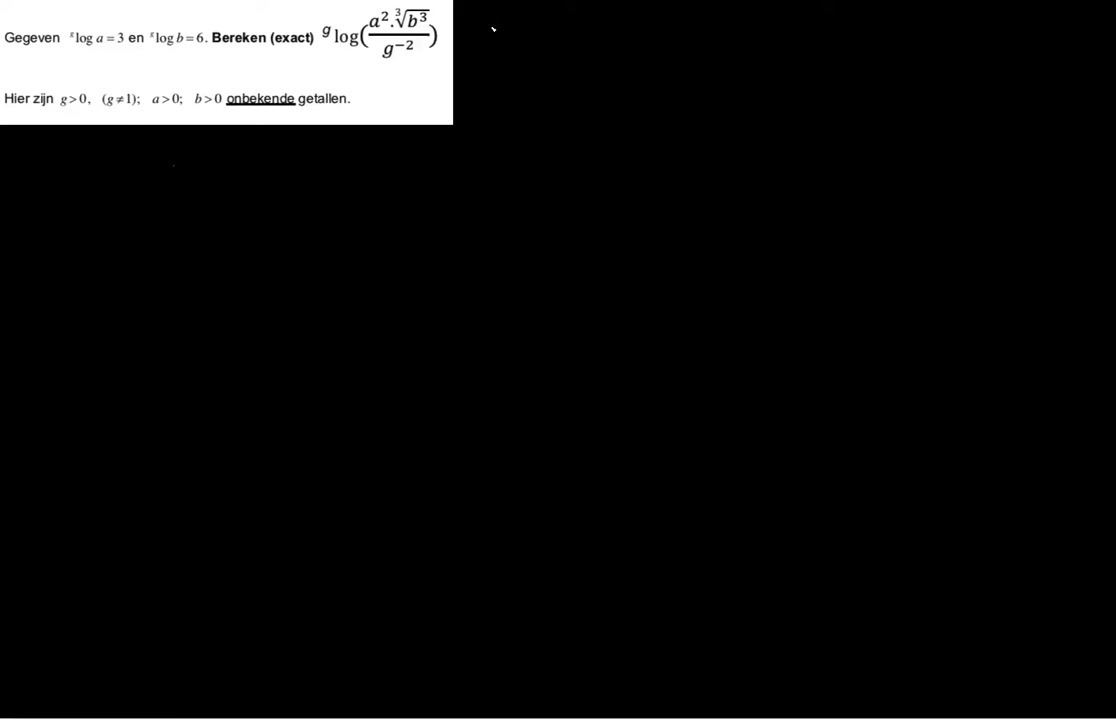 Gegeven ᵍlog a = 3 en ᵍlog b = 6. Bereken (exact) ᵍlog(\frac{a².∛b³}{g⁻²})
Hier zijn g > 0, (g ≠ 1); a > 0; b > 0 onbekende getallen.